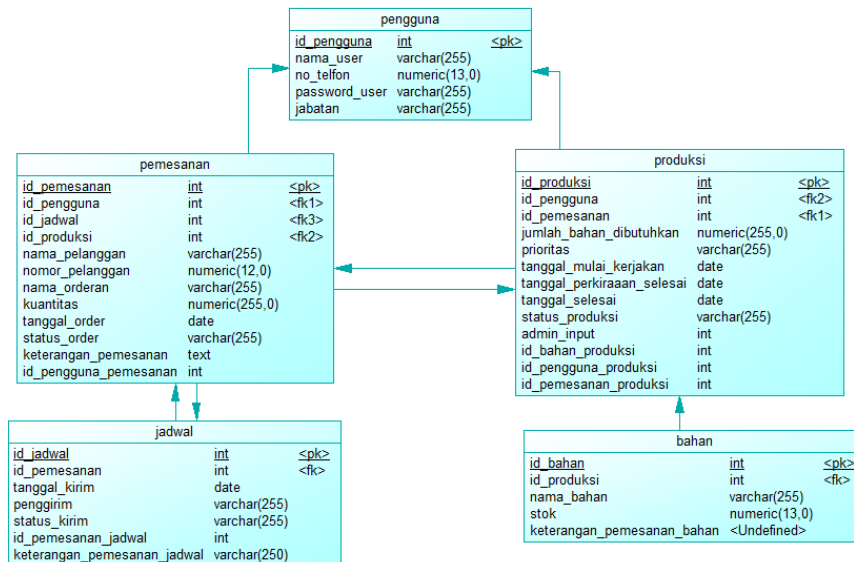 pengguna
id_pengguna int <pk>
nama_user varchar(255)
no_telfon numeric(13,0)
password_user varchar(255)
jabatan varchar(255)
pemesanan
id_pemesanan int <pk>
id_pengguna int <fk1>
id_jadwal int <fk3>
id_produksi int <fk2>
nama_pelanggan varchar(255)
nomor_pelanggan numeric(12,0)
nama_orderan varchar(255)
kuantitas numeric(255,0)
tanggal_order date
status_order varchar(255)
keterangan_pemesanan text
id_pengguna_pemesanan int
produksi
id_produksi int <pk>
id_pengguna int <fk2>
id_pemesanan int <fk1>
jumlah_bahan_dibutuhkan numeric(255,0)
prioritas varchar(255)
tanggal_mulai_kerjakan date
tanggal_perkiraaan_selesai date
tanggal_selesai date
status_produksi varchar(255)
admin_input int
id_bahan_produksi int
id_pengguna_produksi int
id_pemesanan_produksi int
jadwal
id_jadwal int <pk>
id_pemesanan int <fk>
tanggal_kirim date
penggirim varchar(255)
status_kirim varchar(255)
id_pemesanan_jadwal int
keterangan_pemesanan_jadwal varchar(250)
bahan
id_bahan int <pk>
id_produksi int <fk>
nama_bahan varchar(255)
stok numeric(13,0)
keterangan_pemesanan_bahan <Undefined>